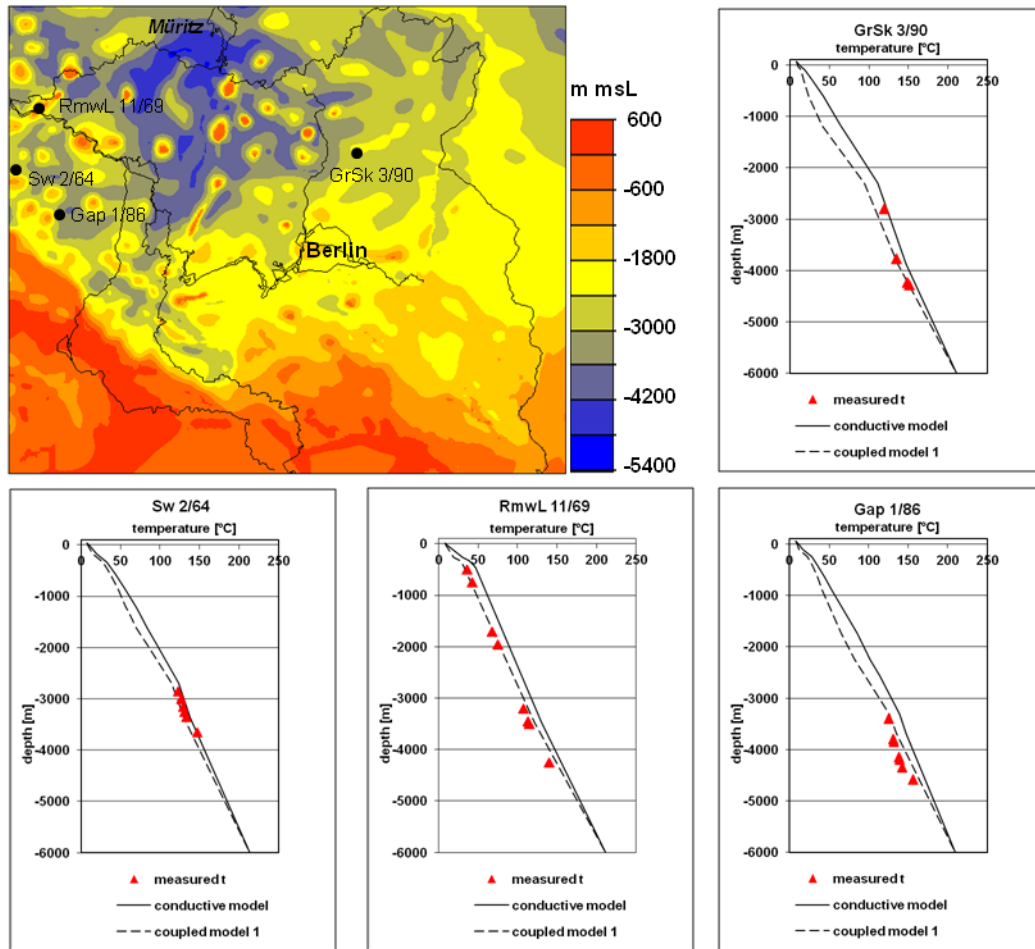 Müritz
RmwL 11/69
Sw 2/84
Gap 1/86
GrSk 3/90
Berlin
m msL
600
-600
-1800
-3000
-4200
-5400
GrSk 3/90
temperature [°C]
0 50 100 150 200 250
0
-1000
-2000
-3000
-4000
-5000
-6000
depth [m]
measured t
conductive model
coupled model 1
Sw 2/64
temperature [°C]
0 50 100 150 200 250
0
-1000
-2000
-3000
-4000
-5000
-6000
depth [m]
measured t
conductive model
coupled model 1
RmwL 11/69
temperature [°C]
0 50 100 150 200 250
0
-1000
-2000
-3000
-4000
-5000
-6000
depth [m]
measured t
conductive model
coupled model 1
Gap 1/86
temperature [°C]
0 50 100 150 200 250
0
-1000
-2000
-3000
-4000
-5000
-6000
depth [m]
measured t
conductive model
coupled model 1